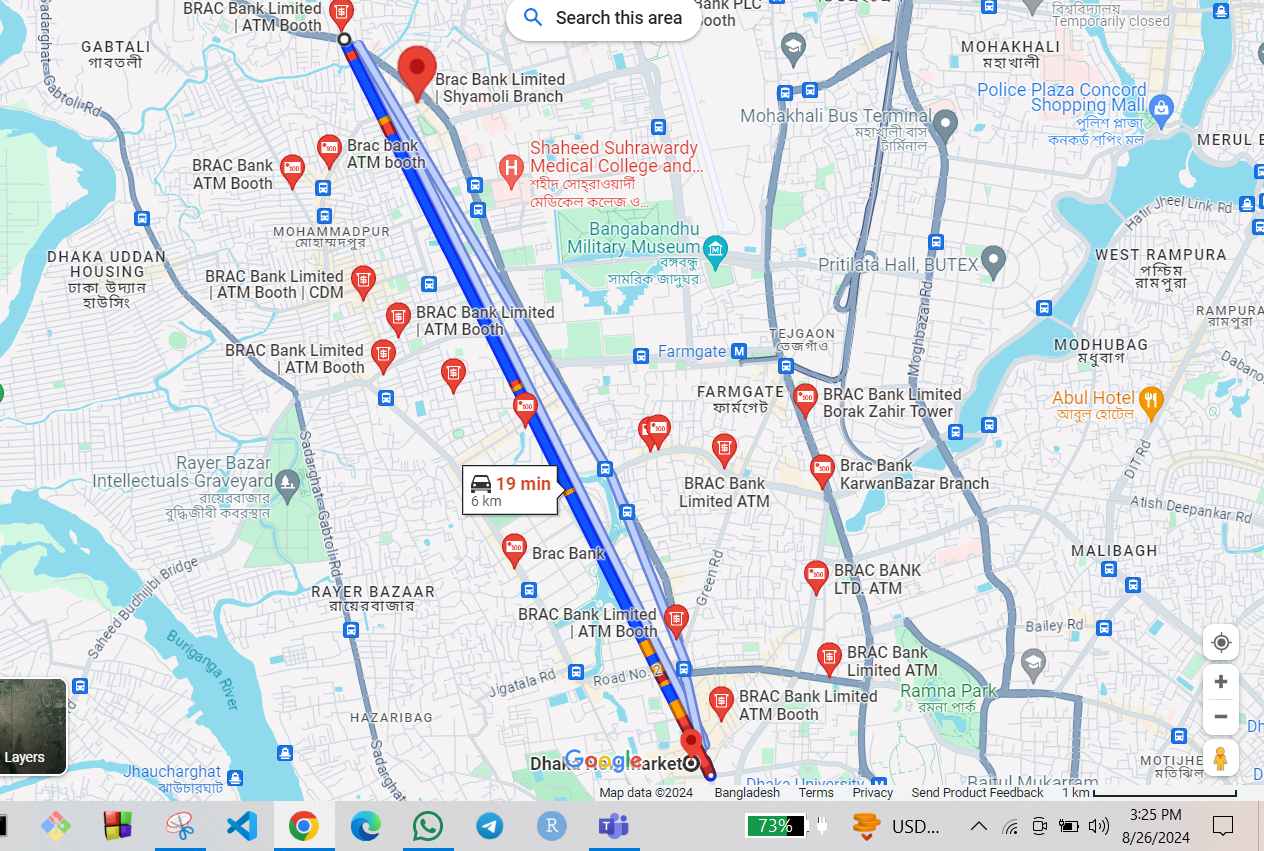 BRAC Bank Limited
| ATM Booth
Bank PLC
Booth
Search this area
বিশ্ববিদ্যালয়
Temporarily closed
GABTALI
গাবতলী
MOHAKHALI
মহাখালী
Sadarghat - Gabtoli Rd
Brac Bank Limited
| Shyamoli Branch
Police Plaza Concord
Shopping Mall
পুলিশ প্লাজা
কনকর্ড শপিং মল
Mohakhali Bus Terminal
মহাখালী বাস
টার্মিনাল
MERUL B
Brac bank
ATM booth
BRAC Bank
ATM Booth
Shaheed Suhrawardy
Medical College and...
শহীদ সোহ্‌রাওয়ার্দী
মেডিকেল কলেজ ও...
Hatir Jheel Link Rd
MOHAMMADPUR
মোহাম্মদপুর
Bangabandhu
Military Museum
বঙ্গবন্ধু
সামরিক জাদুঘর
DHAKA UDDAN
HOUSING
ঢাকা উদ্যান
হাউসিং
BRAC Bank Limited
| ATM Booth | CDM
Pritilata Hall, BUTEX
WEST RAMPURA
পশ্চিম
রামপুরা
BRAC Bank Limited
| ATM Booth
RAMPURA
রামপুরা
Moghbazar Rd
TEJGAON
তেজগাঁও
BRAC Bank Limited
| ATM Booth
Farmgate
M
MODHUBAG
মধুবাগ
FARMGATE
ফার্মগেট
BRAC Bank Limited
Borak Zahir Tower
Abul Hotel
আবুল হোটেল
DIT Rd
Rayer Bazar
Intellectuals Graveyard
রায়েরবাজার
বুদ্ধিজীবী কবরস্থান
Sadarghat - Gabtoli Rd
19 min
6 km
BRAC Bank
Limited ATM
Brac Bank
KarwanBazar Branch
Atish Deepankar Rd
Brac Bank
Green Rd
BRAC BANK
LTD. ATM
MALIBAGH
Saheed Budhijibi Bridge
RAYER BAZAAR
রায়েরবাজার
BRAC Bank Limited
| ATM Booth
Bailey Rd
Buriganga River
BRAC Bank
Limited ATM
Jigatala Rd
Road No. 2
BRAC Bank Limited
ATM Booth
Ramna Park
রমনা পার্ক
HAZARIBAG
Layers
Jhaucharghat
ঝাউচারঘাট
Google
MOTIJHE
মতিঝিল
Dhaka University
Baitul Mukarram
Map data ©2024
Bangladesh
Terms
Privacy
Send Product Feedback
1 km
73%
USD...
3:25 PM
8/26/2024